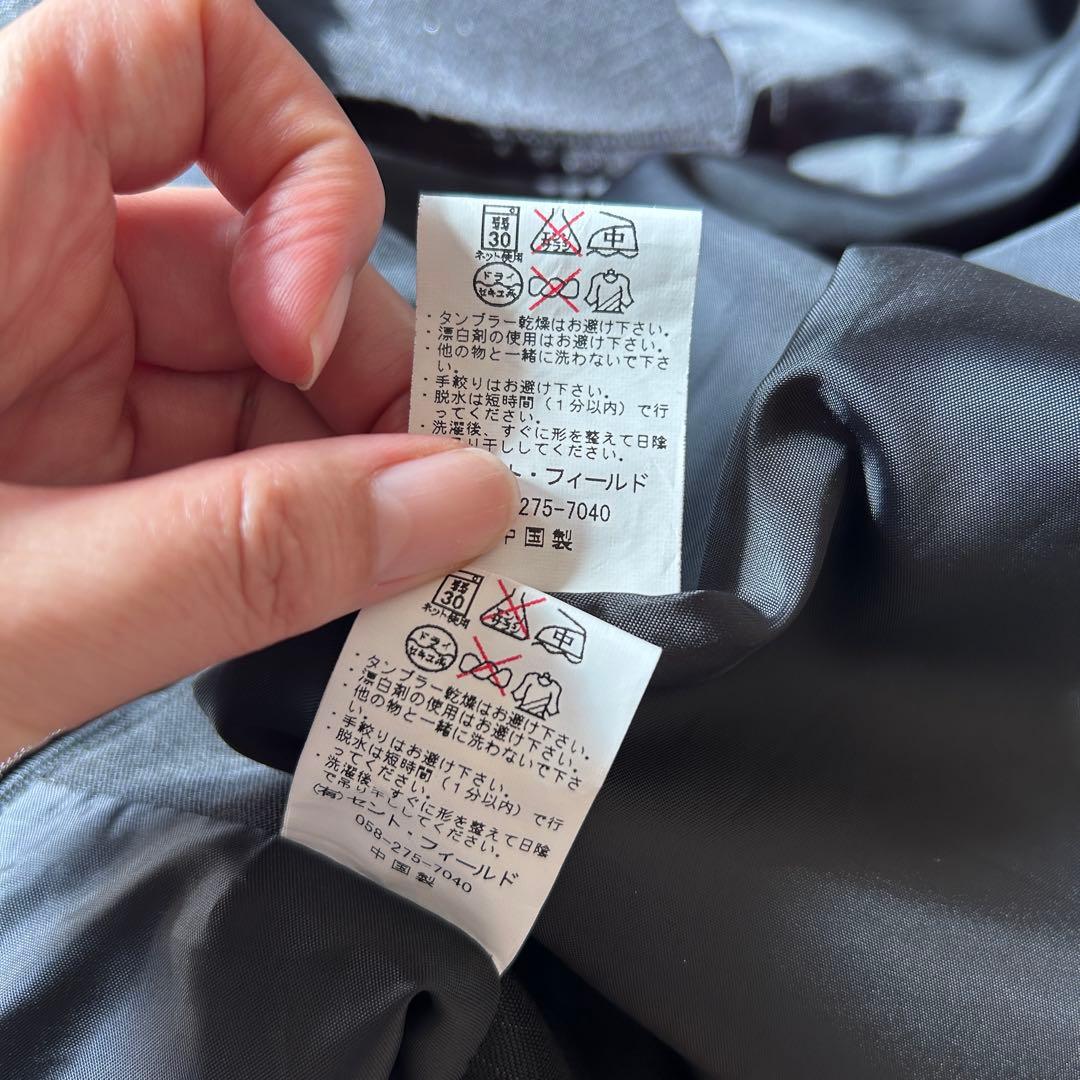 弱
30
ネット使用
エンソ
サラシ
中
ドライ
セキユ系
・タンブラー乾燥はお避け下さい。
・漂白剤の使用はお避け下さい。
・他の物と一緒に洗わないで下さ
い。
・手絞りはお避け下さい。
・脱水は短時間(1分以内)で行
ってください。
・洗濯後、すぐに形を整えて日陰
吊り干ししてください。
ト・フィールド
275-7040
中国製
弱
30
ネット使用
エンソ
サラシ
中
ドライ
セキユ系
・タンブラー乾燥はお避け下さい。
・漂白剤の使用はお避け下さい。
・他の物と一緒に洗わないで下さ
い。
・手絞りはお避け下さい。
・脱水は短時間(1分以内)で行
ってください。
・洗濯後、すぐに形を整えて日陰
で吊り干ししてください。
(有)セント・フィールド
058-275-7040
中国製